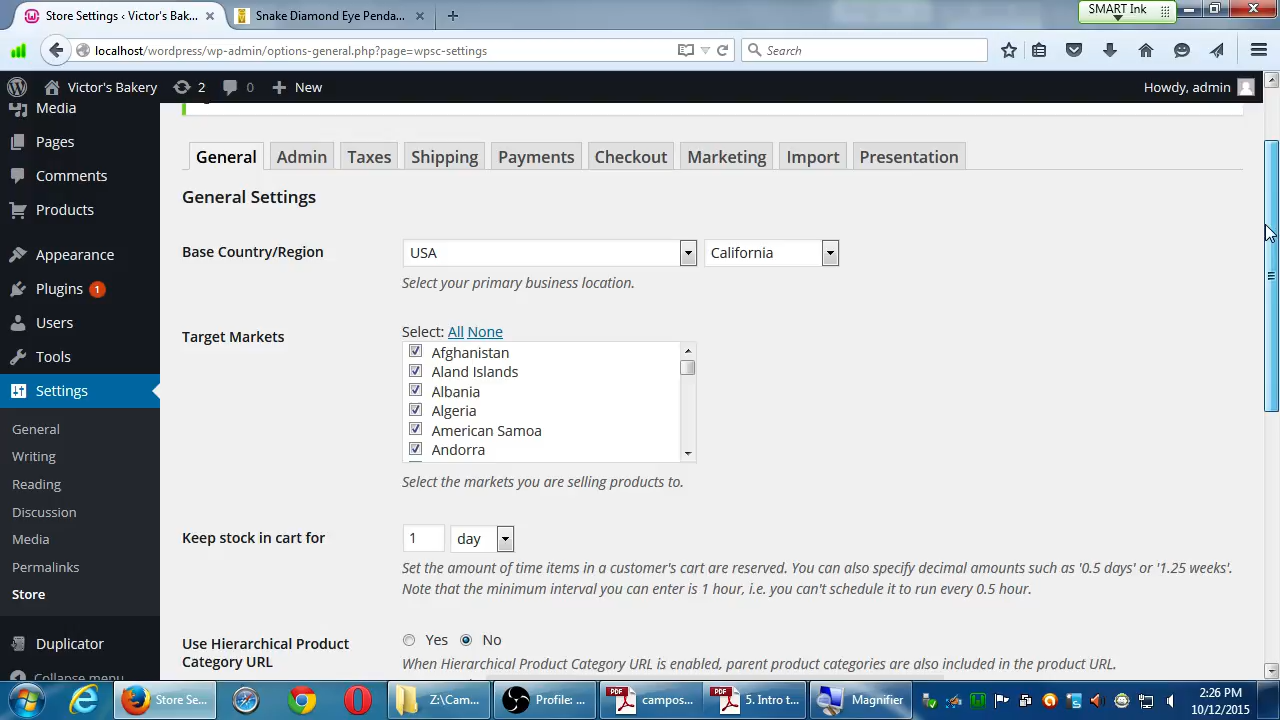 Store Settings ‹ Victor's Bak... ×
Snake Diamond Eye Penda... ×
SMART Ink
localhost/wordpress/wp-admin/options-general.php?page=wpsc-settings
Search
Victor's Bakery
2
0
New
Howdy, admin
Media
Pages
Comments
Products
Appearance
Plugins 1
Users
Tools
Settings
General
Writing
Reading
Discussion
Media
Permalinks
Store
Duplicator
Collapse menu
General Admin Taxes Shipping Payments Checkout Marketing Import Presentation
General Settings
Base Country/Region
USA
California
Select your primary business location.
Target Markets
Select: All None
Afghanistan
Aland Islands
Albania
Algeria
American Samoa
Andorra
Select the markets you are selling products to.
Keep stock in cart for
1
day
Set the amount of time items in a customer's cart are reserved. You can also specify decimal amounts such as '0.5 days' or '1.25 weeks'.
Note that the minimum interval you can enter is 1 hour, i.e. you can't schedule it to run every 0.5 hour.
Use Hierarchical Product
Category URL
Yes No
When Hierarchical Product Category URL is enabled, parent product categories are also included in the product URL.
Store Se...
Z:\Cam...
Profile: ...
PDF
campos...
PDF
5. Intro t...
Magnifier
2:26 PM
10/12/2015